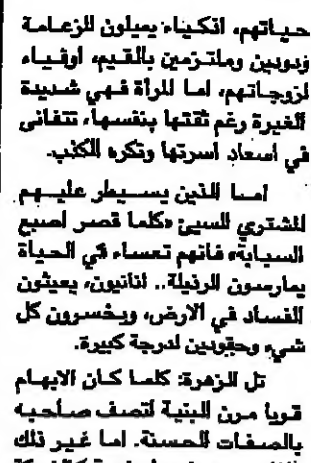 حياتهم، انكياء يميلون للزعامة
ودودين وملتزمين بالقيم، اوفياء
لزوجاتهم، اما المرأة فهي شديدة
الغيرة رغم ثقتها بنفسها، تتفانى
في اسعاد اسرتها وتكره الكذب.
اما الذين يسيطر عليهم
المشتري السيئ «كلما قصر اصبع
السبابة» فانهم تعساء في الحياة
يمارسون الرذيلة.. انانيون، يعيثون
الفساد في الارض، ويخسرون كل
شيء وحقودين لدرجة كبيرة.
تل الزهرة: كلما كان الابهام
قويا مرن البنية لتصف صاحبه
بالصفات الحسنة. اما غير ذلك